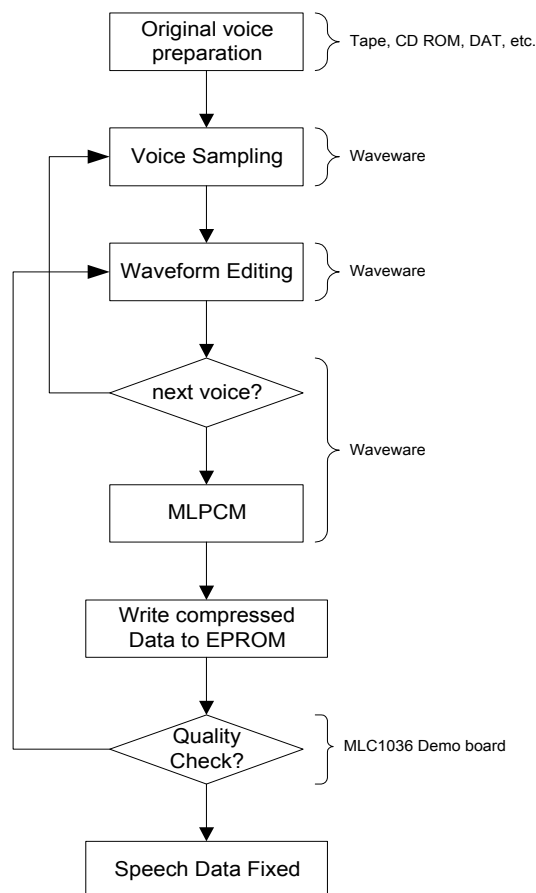 Original voice
preparation
Tape, CD ROM, DAT, etc.
Voice Sampling
Waveware
Waveform Editing
Waveware
next voice?
Waveware
MLPCM
Write compressed
Data to EPROM
Quality
Check?
MLC1036 Demo board
Speech Data Fixed